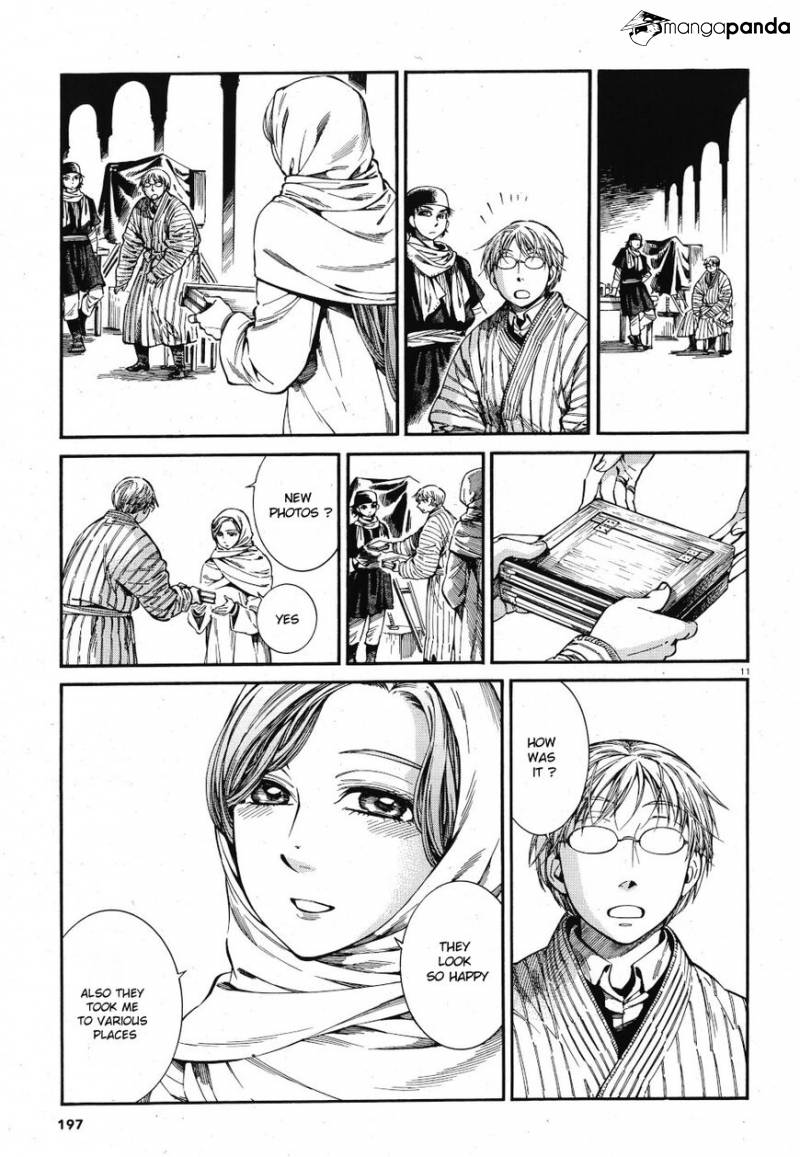 mangapanda
NEW
PHOTOS ?
YES
11
HOW
WAS
IT ?
THEY
LOOK
SO HAPPY
ALSO THEY
TOOK ME
TO VARIOUS
PLACES
197